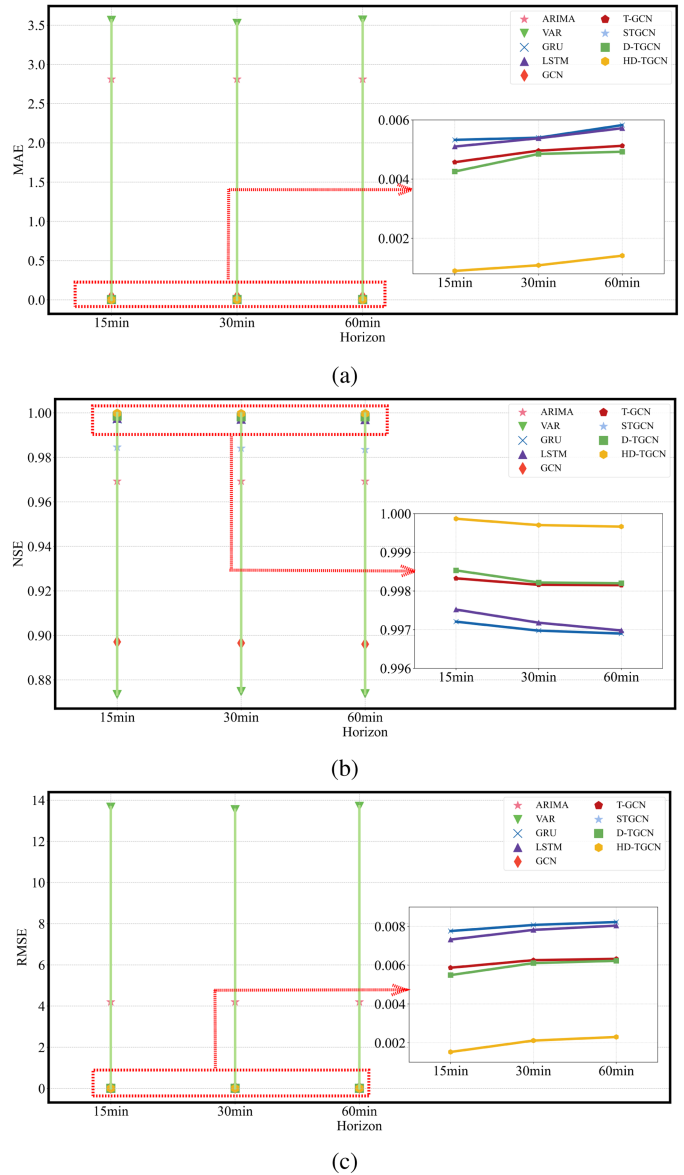 3.5
3.0
2.5
2.0
1.5
1.0
0.5
0.0
MAE
ARIMA
VAR
GRU
LSTM
GCN
T-GCN
STGCN
D-TGCN
HD-TGCN
0.006
0.004
0.002
15min 30min 60min
15min 30min 60min
Horizon
(a)
1.00
0.98
0.96
0.94
0.92
0.90
0.88
NSE
ARIMA
VAR
GRU
LSTM
GCN
T-GCN
STGCN
D-TGCN
HD-TGCN
1.000
0.999
0.998
0.997
0.996
15min 30min 60min
15min 30min 60min
Horizon
(b)
14
12
10
8
6
4
2
0
RMSE
ARIMA
VAR
GRU
LSTM
GCN
T-GCN
STGCN
D-TGCN
HD-TGCN
0.008
0.006
0.004
0.002
15min 30min 60min
15min 30min 60min
Horizon
(c)